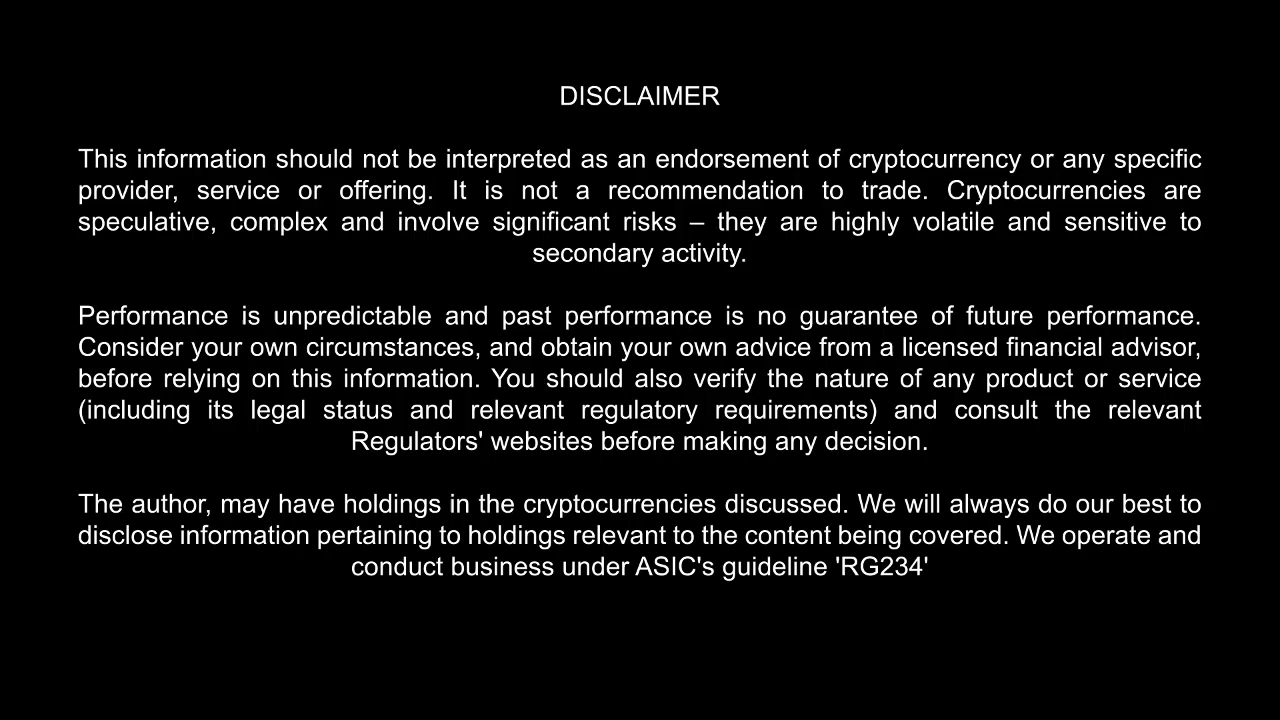 DISCLAIMER
This information should not be interpreted as an endorsement of cryptocurrency or any specific
provider, service or offering. It is not a recommendation to trade. Cryptocurrencies are
speculative, complex and involve significant risks – they are highly volatile and sensitive to
secondary activity.
Performance is unpredictable and past performance is no guarantee of future performance.
Consider your own circumstances, and obtain your own advice from a licensed financial advisor,
before relying on this information. You should also verify the nature of any product or service
(including its legal status and relevant regulatory requirements) and consult the relevant
Regulators' websites before making any decision.
The author, may have holdings in the cryptocurrencies discussed. We will always do our best to
disclose information pertaining to holdings relevant to the content being covered. We operate and
conduct business under ASIC's guideline 'RG234'